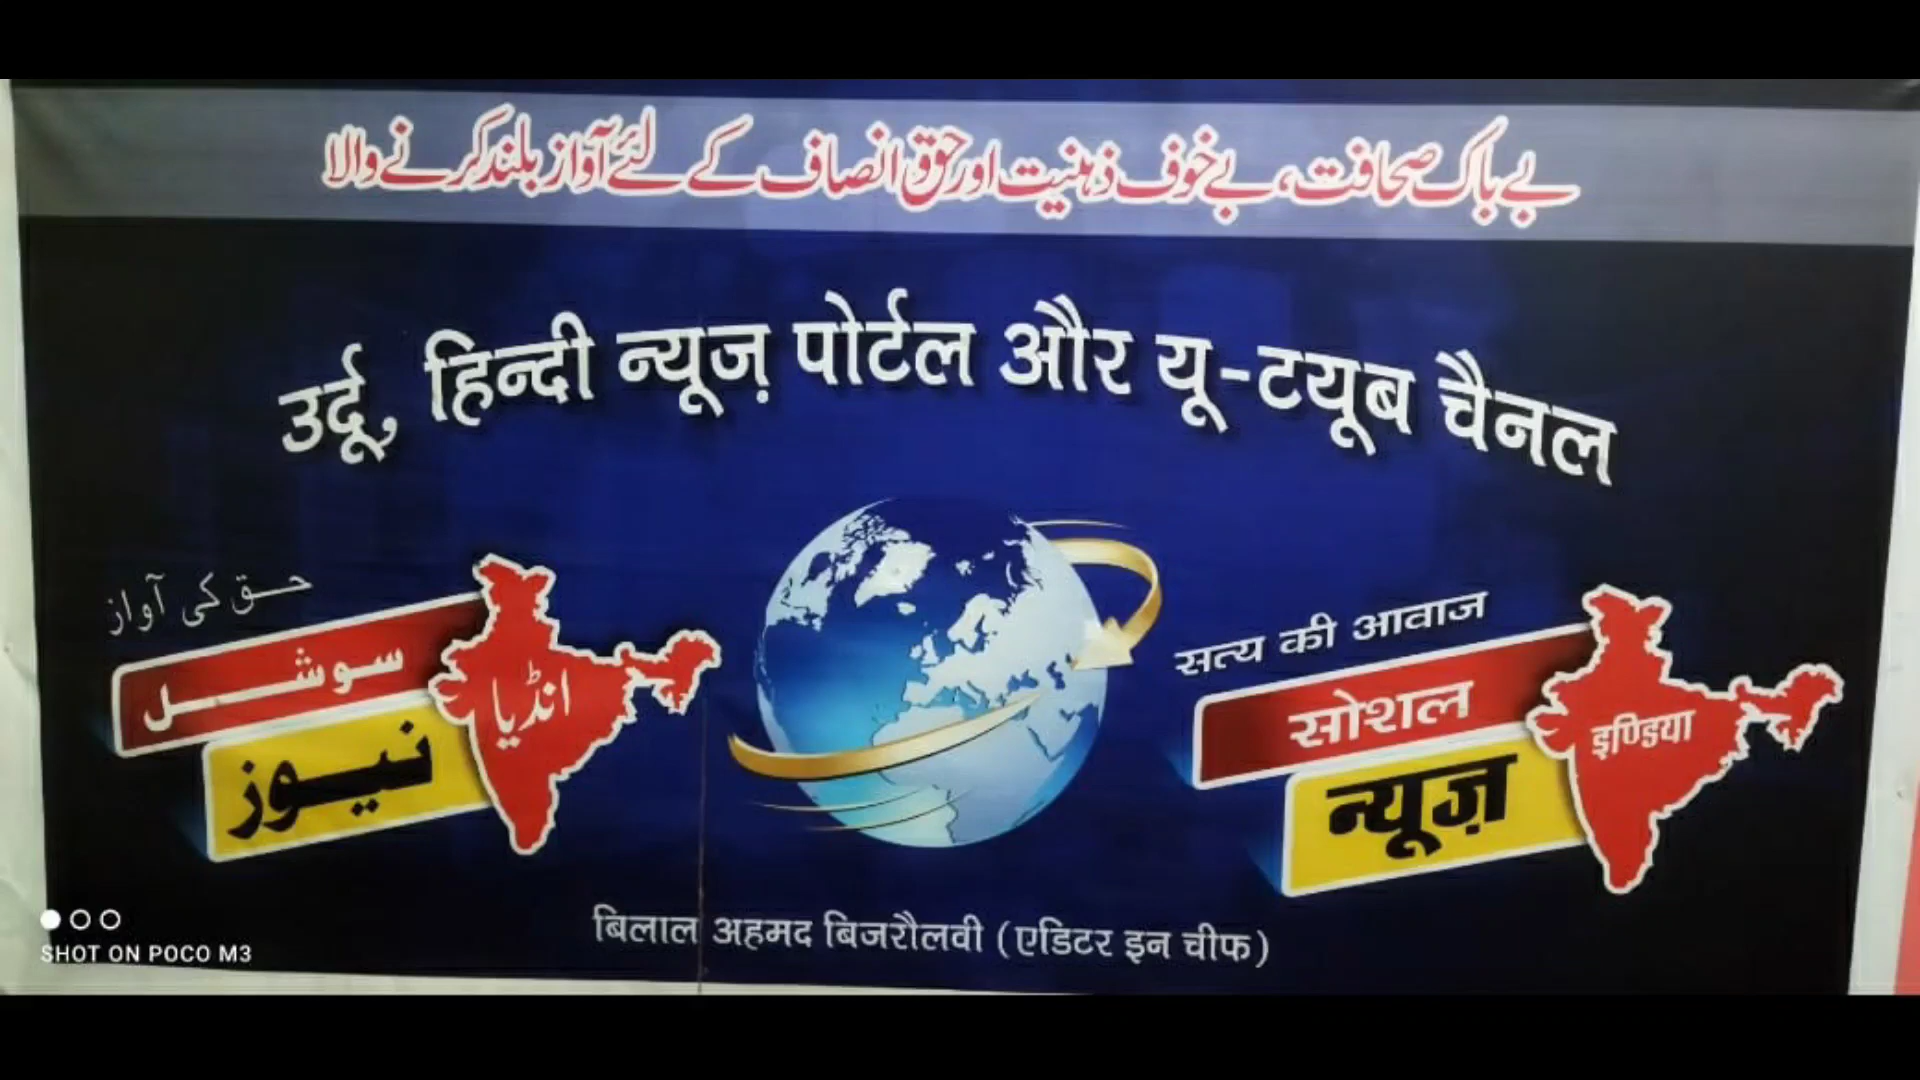 بے باک صحافت، بے خوف ذہنیت اور حق انصاف کے لئے آواز بلند کرنے والا
उर्दू, हिन्दी न्यूज़ पोर्टल और यू-टयूब चैनल
حق کی آواز
سوشل
انڈیا
نیوز
सत्य की आवाज
सोशल
इण्डिया
न्यूज़
बिलाल अहमद बिजरौलवी (एडिटर इन चीफ)
SHOT ON POCO M3